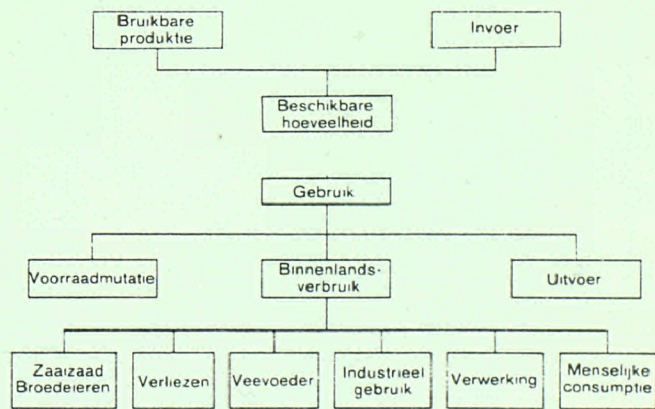 Bruikbare
produktie
Invoer
Beschikbare
hoeveelheid
Gebruik
Voorraadmutatie
Binnenlands-
verbruik
Uitvoer
Zaaizaad
Broedeieren
Verliezen
Veevoeder
Industrieel
gebruik
Verwerking
Menselijke
consumptie